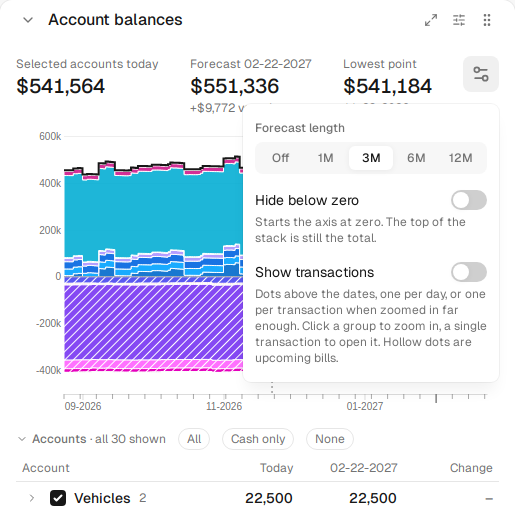 Account balances
Selected accounts today
Forecast 02-22-2027
Lowest point
$541,564
$551,336
$541,184
+$9,772
Forecast length
Off
1M
3M
6M
12M
Hide below zero
Starts the axis at zero. The top of the
stack is still the total.
Show transactions
Dots above the dates, one per day, or one
per transaction when zoomed in far
enough. Click a group to zoom in, a single
transaction to open it. Hollow dots are
upcoming bills.
600k
400k
200k
0
-200k
-400k
09-2026
11-2026
01-2027
Accounts · all 30 shown
All
Cash only
None
Account
Today
02-22-2027
Change
Vehicles 2
22,500
22,500
–